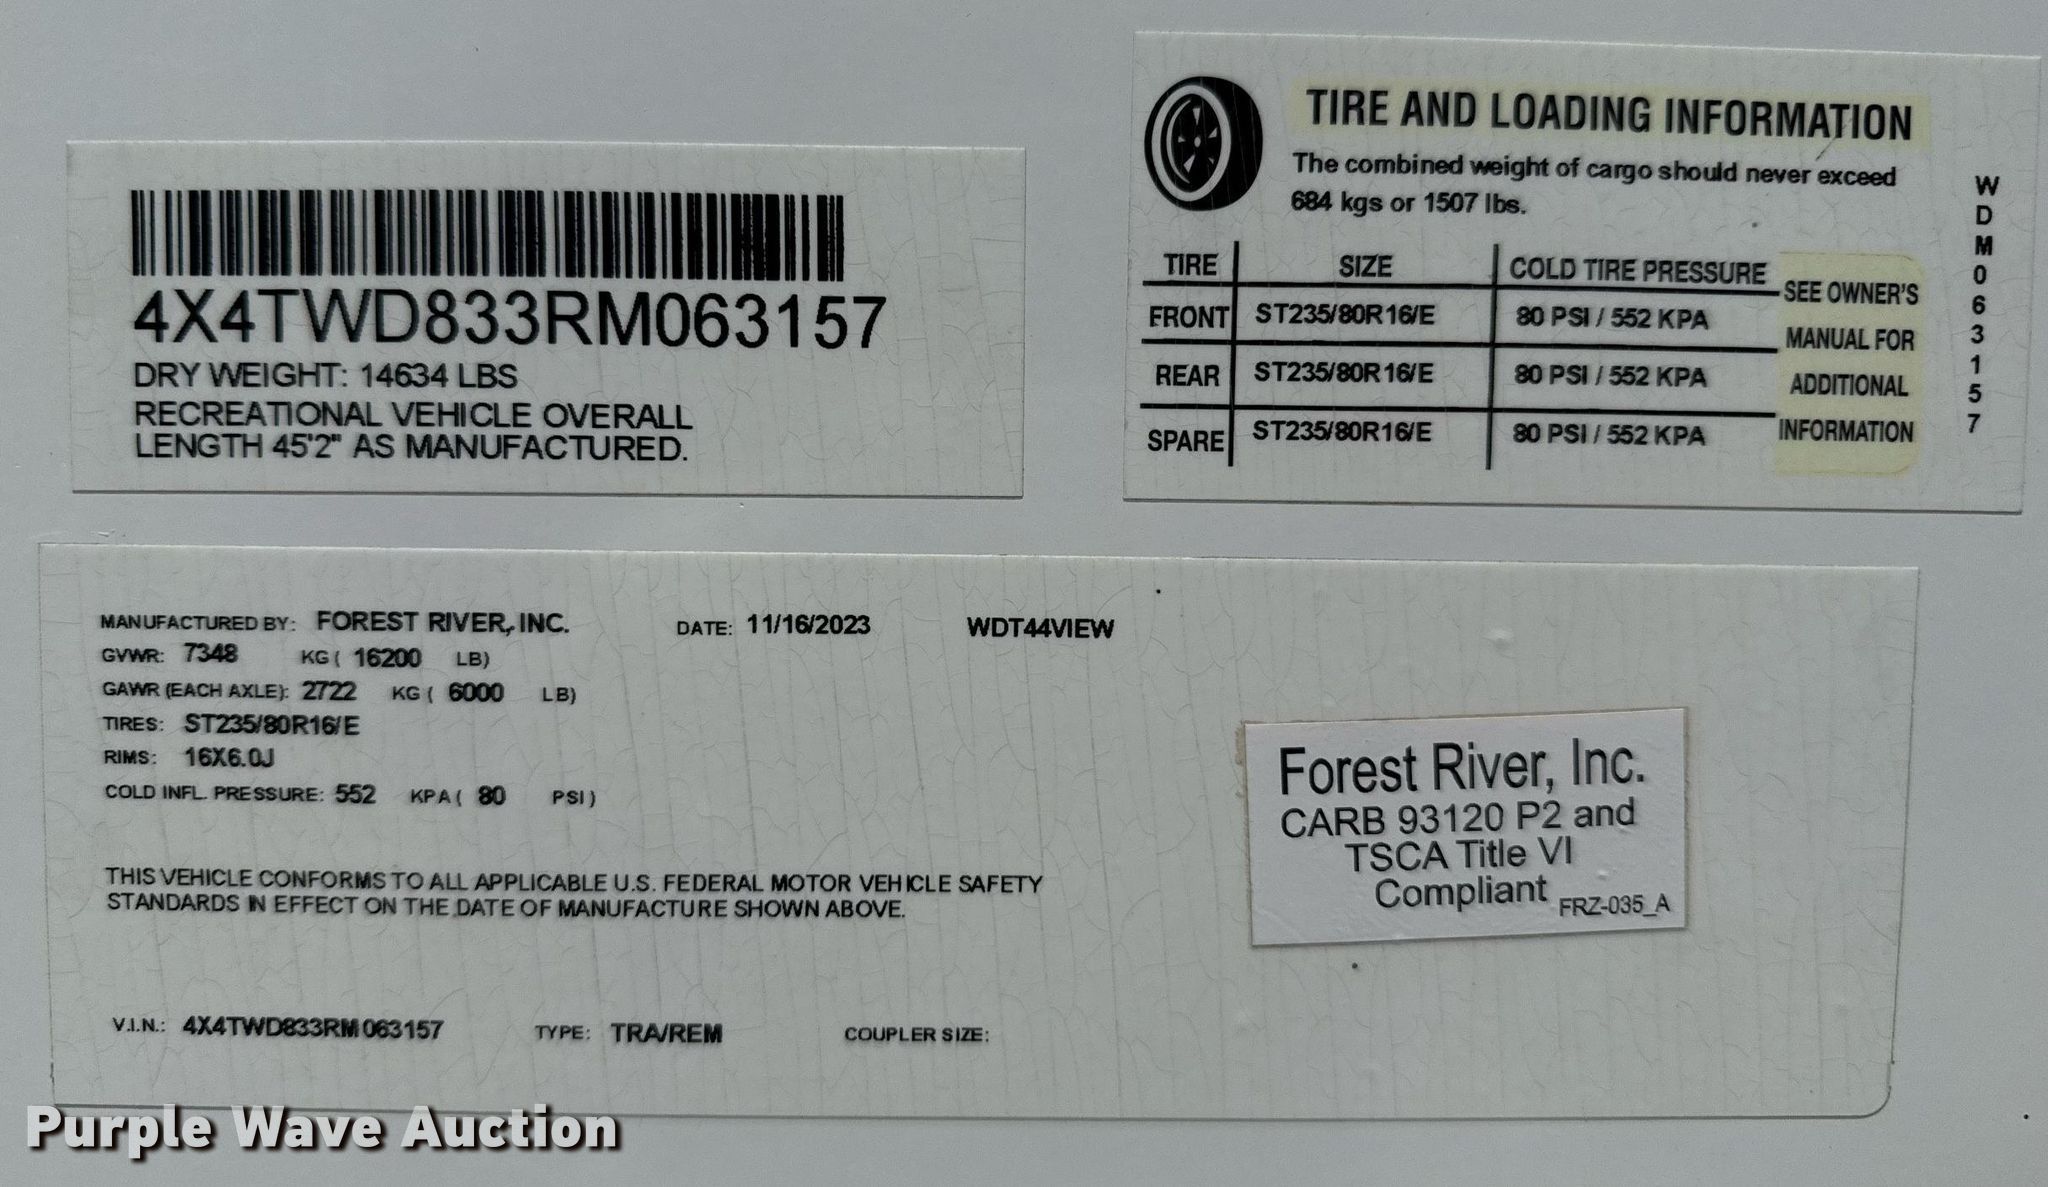 4X4TWD833RM063157
DRY WEIGHT: 14634 LBS
RECREATIONAL VEHICLE OVERALL
LENGTH 45'2" AS MANUFACTURED.
TIRE AND LOADING INFORMATION
The combined weight of cargo should never exceed
684 kgs or 1507 lbs.
TIRE SIZE COLD TIRE PRESSURE
FRONT ST235/80R16/E 80 PSI / 552 KPA
REAR ST235/80R16/E 80 PSI / 552 KPA
SPARE ST235/80R16/E 80 PSI / 552 KPA
SEE OWNER'S
MANUAL FOR
ADDITIONAL
INFORMATION
WDM063157
MANUFACTURED BY: FOREST RIVER, INC. DATE: 11/16/2023 WDT44VIEW
GVWR: 7348 KG ( 16200 LB)
GAWR (EACH AXLE): 2722 KG ( 6000 LB)
TIRES: ST235/80R16/E
RIMS: 16X6.0J
COLD INFL. PRESSURE: 552 KPA ( 80 PSI )
THIS VEHICLE CONFORMS TO ALL APPLICABLE U.S. FEDERAL MOTOR VEHICLE SAFETY
STANDARDS IN EFFECT ON THE DATE OF MANUFACTURE SHOWN ABOVE.
Forest River, Inc.
CARB 93120 P2 and
TSCA Title VI
Compliant FRZ-035_A
V.I.N.: 4X4TWD833RM063157 TYPE: TRA/REM COUPLER SIZE:
Purple Wave Auction